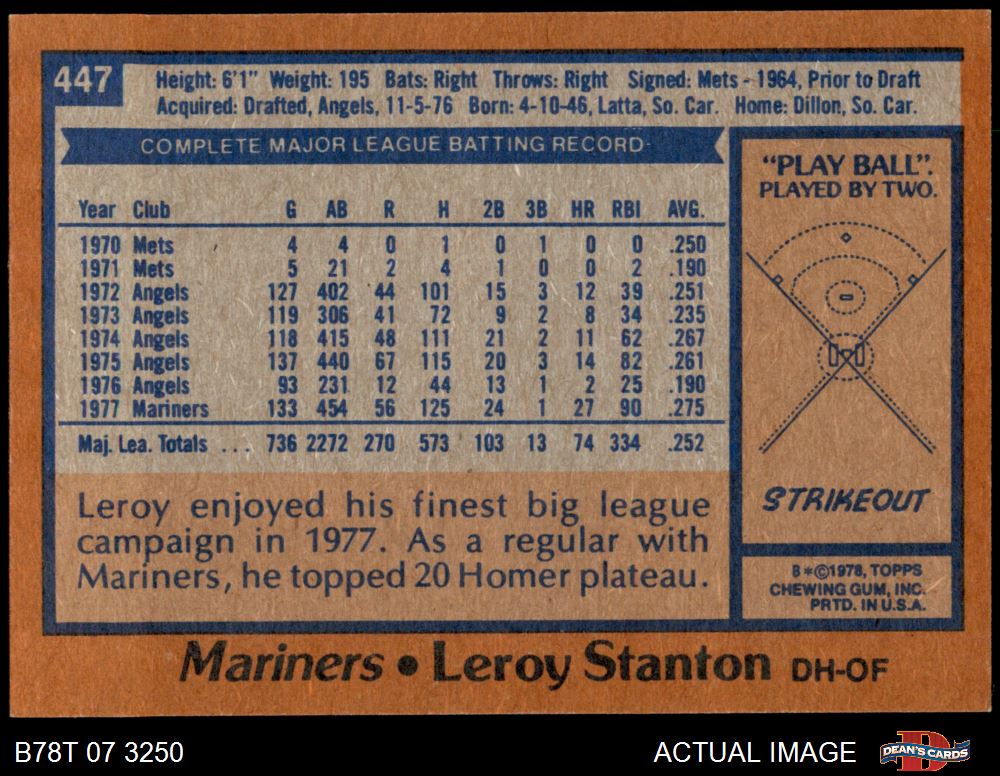 447
Height: 6'1" Weight: 195 Bats: Right Throws: Right Signed: Mets - 1964, Prior to Draft
Acquired: Drafted, Angels, 11-5-76 Born: 4-10-46, Latta, So. Car. Home: Dillon, So. Car.
COMPLETE MAJOR LEAGUE BATTING RECORD
Year Club G AB R H 2B 3B HR RBI AVG.
1970 Mets 4 4 0 1 0 1 0 0 .250
1971 Mets 5 21 2 4 1 0 0 2 .190
1972 Angels 127 402 44 101 15 3 12 39 .251
1973 Angels 119 306 41 72 9 2 8 34 .235
1974 Angels 118 415 48 111 21 2 11 62 .267
1975 Angels 137 440 67 115 20 3 14 82 .261
1976 Angels 93 231 12 44 13 1 2 25 .190
1977 Mariners 133 454 56 125 24 1 27 90 .275
Maj. Lea. Totals ... 736 2272 270 573 103 13 74 334 .252
Leroy enjoyed his finest big league
campaign in 1977. As a regular with
Mariners, he topped 20 Homer plateau.
"PLAY BALL".
PLAYED BY TWO.
STRIKEOUT
B*©1978, TOPPS
CHEWING GUM, INC.
PRTD. IN U.S.A.
Mariners • Leroy Stanton DH-OF
B78T 07 3250
ACTUAL IMAGE
DEAN'S CARDS